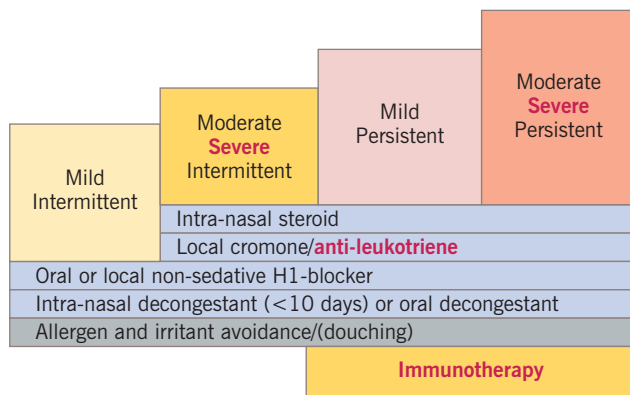 Mild
Intermittent
Moderate
Severe
Intermittent
Mild
Persistent
Moderate
Severe
Persistent
Intra-nasal steroid
Local cromone/anti-leukotriene
Oral or local non-sedative H1-blocker
Intra-nasal decongestant (<10 days) or oral decongestant
Allergen and irritant avoidance/(douching)
Immunotherapy